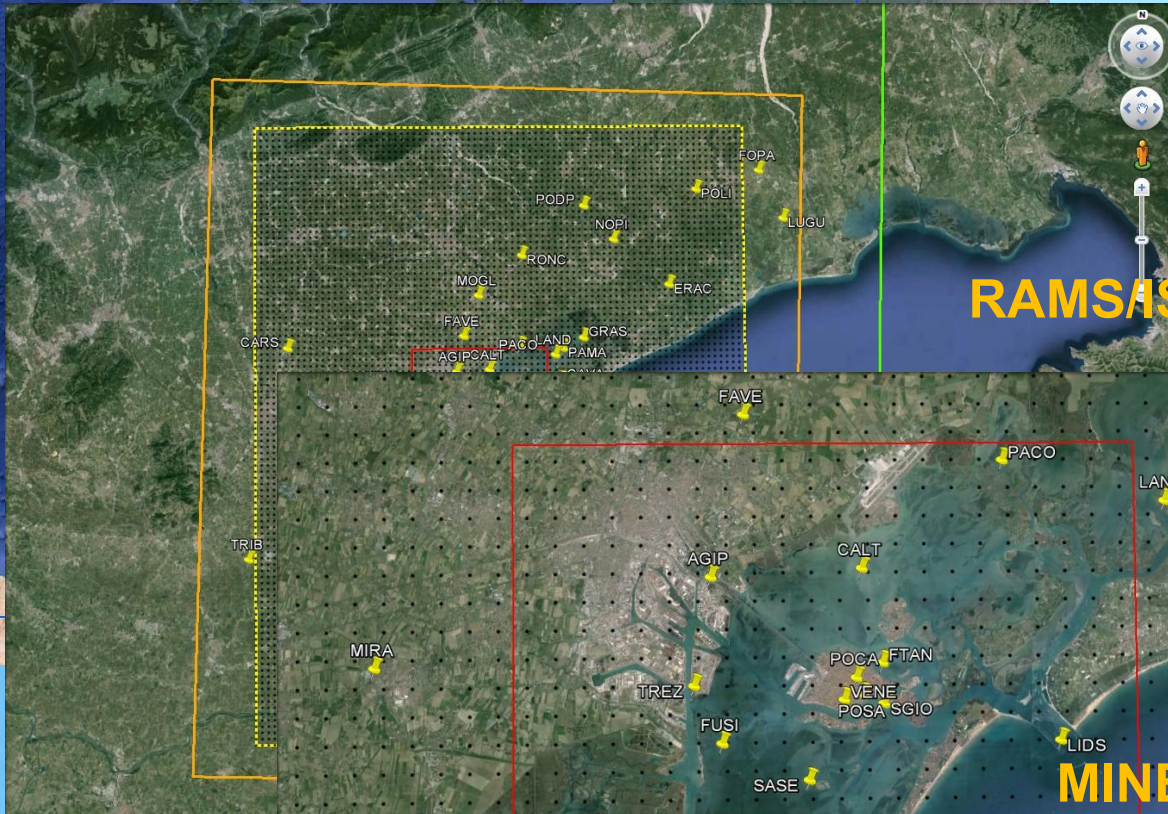 N
FOPA
POLI
PODP
LUGU
NOPI
RONC
ERAC
MOGL
RAMS/IS
FAVE
GRAS
CARS
PACO
LAND
PAMA
AGIP
CALT
FAVE
PACO
LAN
CALT
AGIP
TRIB
MIRA
POCA
FTAN
TREZ
VENE
POSA
SGIO
FUSI
LIDS
SASE
MINE